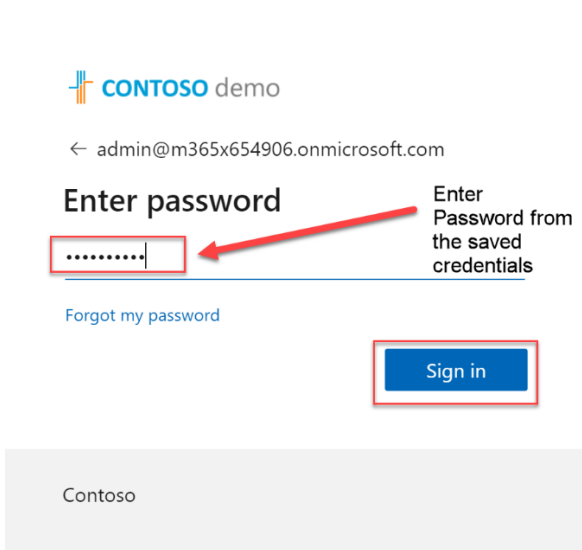 CONTOSO demo
← admin@m365x654906.onmicrosoft.com
Enter password
Enter
Password from
the saved
credentials
••••••••••
Forgot my password
Sign in
Contoso